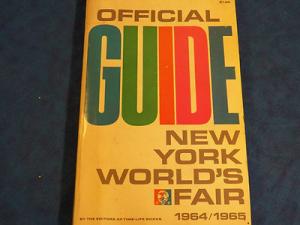 OFFICIAL
GUIDE
NEW
YORK
WORLD'S
FAIR
1964/1965
BY THE EDITORS OF TIME-LIFE BOOKS